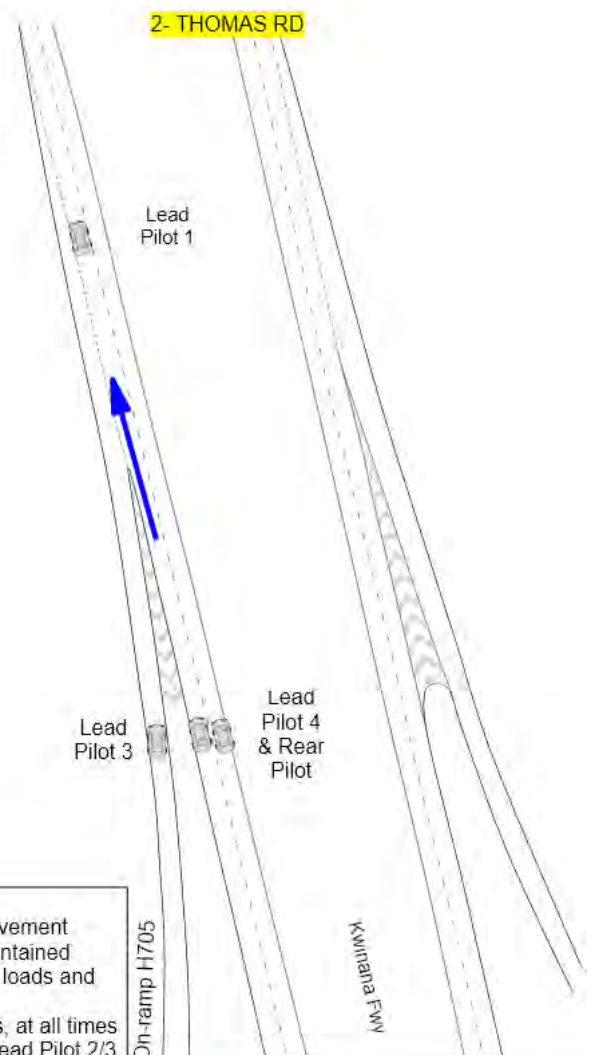 2- THOMAS RD
Lead
Pilot 1
Lead
Pilot 3
Lead
Pilot 4
& Rear
Pilot
vement
ntained
loads and
s, at all times
ead Pilot 2/3
On-ramp H705
Kwinana Fwy